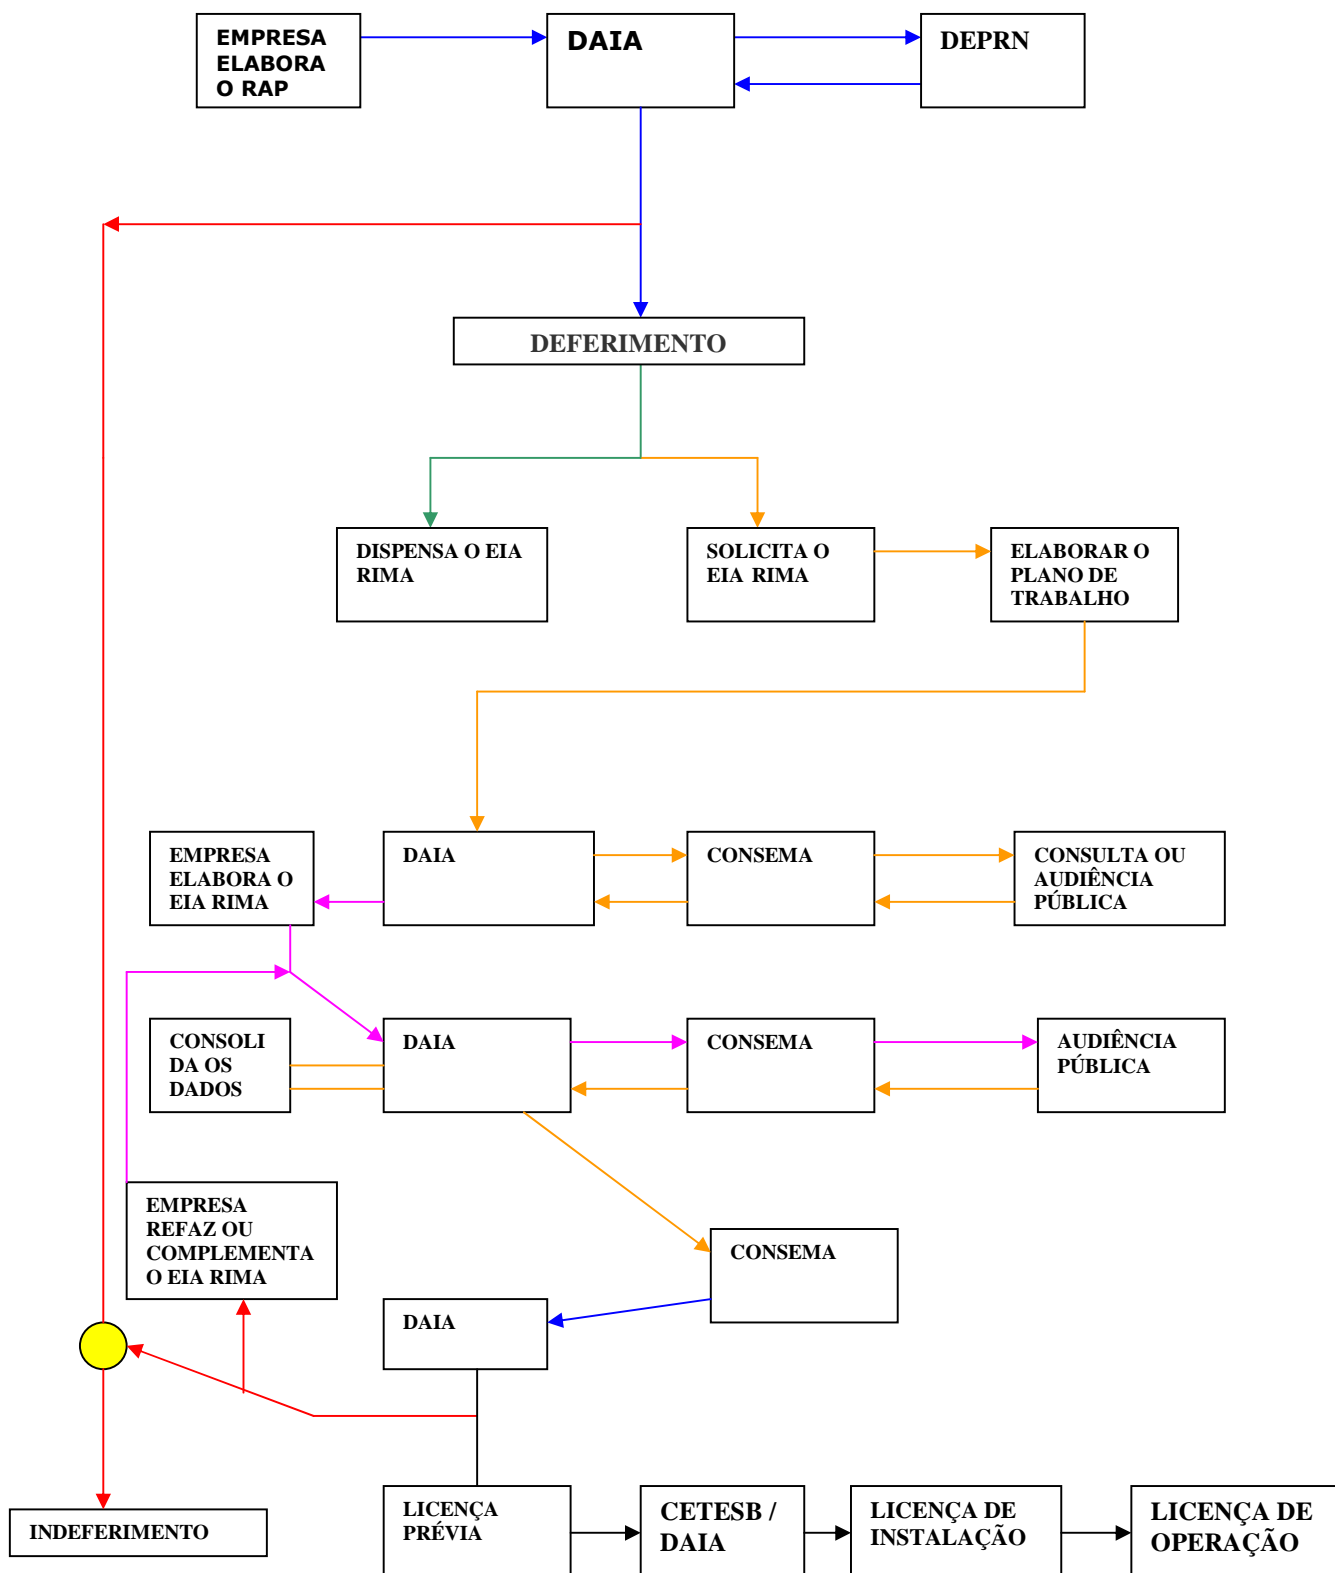 EMPRESA
ELABORA
O RAP
DAIA
DEPRN
DEFERIMENTO
DISPENSA O EIA
RIMA
SOLICITA O
EIA RIMA
ELABORAR O
PLANO DE
TRABALHO
EMPRESA
ELABORA O
EIA RIMA
DAIA
CONSEMA
CONSULTA OU
AUDIÊNCIA
PÚBLICA
CONSOLI
DA OS
DADOS
DAIA
CONSEMA
AUDIÊNCIA
PÚBLICA
EMPRESA
REFAZ OU
COMPLEMENTA
O EIA RIMA
CONSEMA
DAIA
INDEFERIMENTO
LICENÇA
PRÉVIA
CETESB /
DAIA
LICENÇA DE
INSTALAÇÃO
LICENÇA DE
OPERAÇÃO